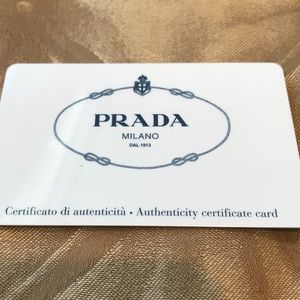 PRADA
MILANO
DAL 1913
Certificato di autenticità • Authenticity certificate card